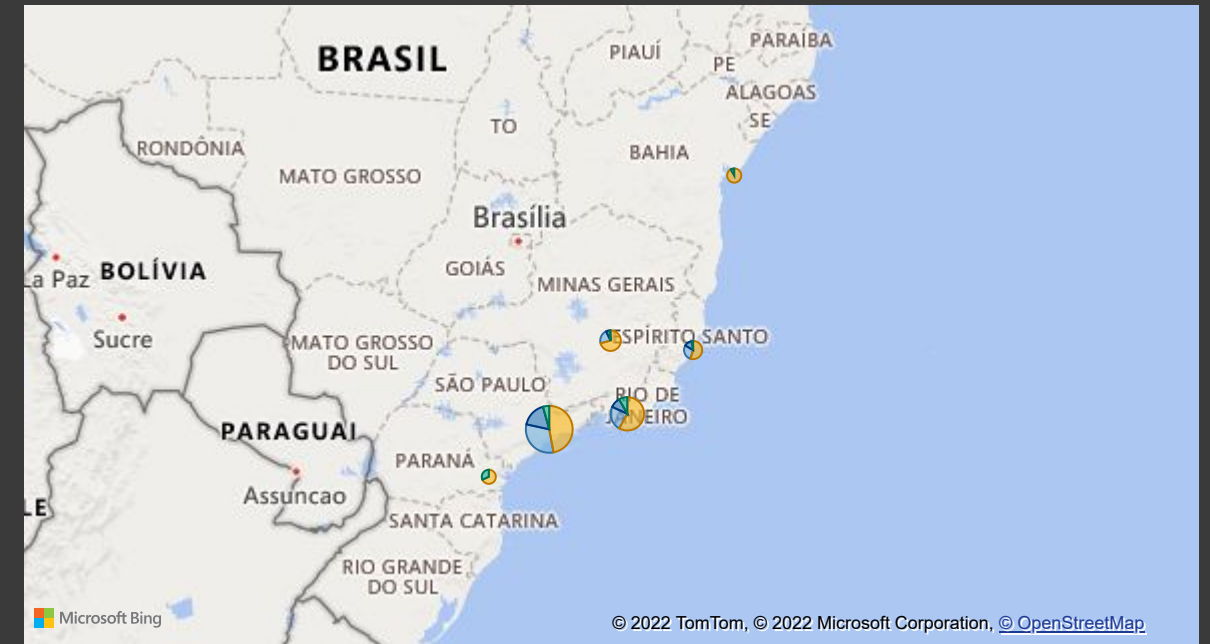 BRASIL
PIAUÍ
PARAÍBA
PE
ALAGOAS
SE
TO
RONDÔNIA
BAHIA
MATO GROSSO
Brasília
La Paz
BOLÍVIA
GOIÁS
MINAS GERAIS
Sucre
MATO GROSSO
DO SUL
ESPÍRITO SANTO
SÃO PAULO
RIO DE
JANEIRO
PARAGUAI
PARANÁ
Assuncao
LE
SANTA CATARINA
RIO GRANDE
DO SUL
Microsoft Bing
© 2022 TomTom, © 2022 Microsoft Corporation, © OpenStreetMap